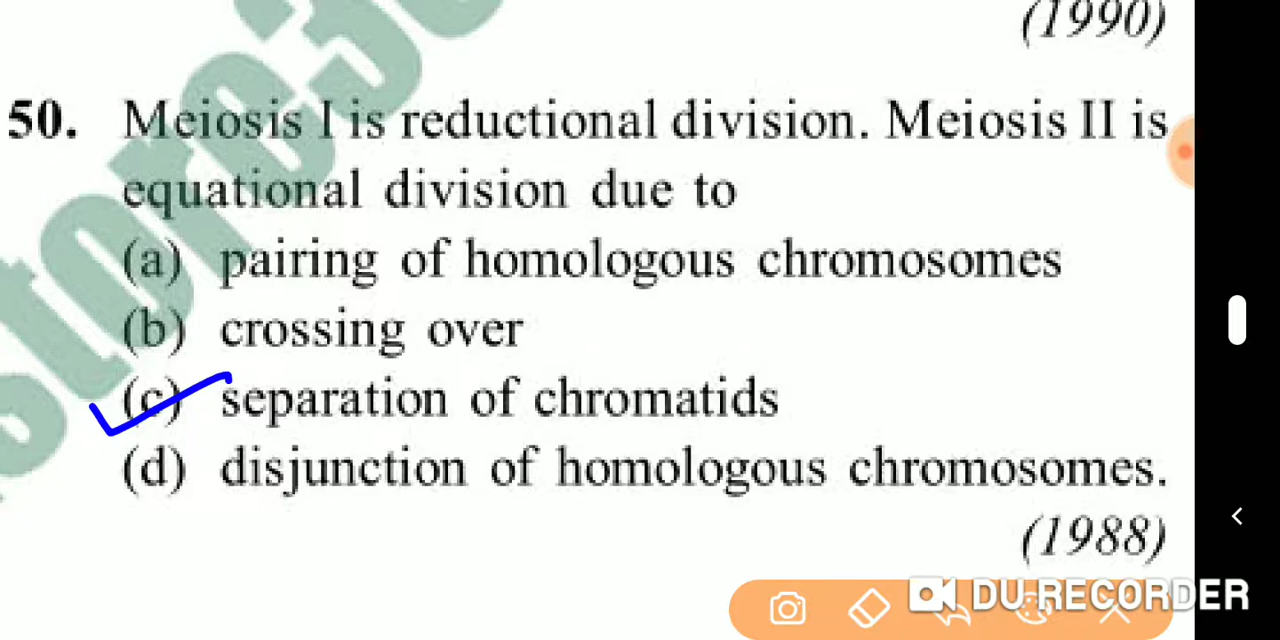 (1990)
50. Meiosis I is reductional division. Meiosis II is
equational division due to
(a) pairing of homologous chromosomes
(b) crossing over
(c) separation of chromatids
(d) disjunction of homologous chromosomes.
(1988)
DU RECORDER